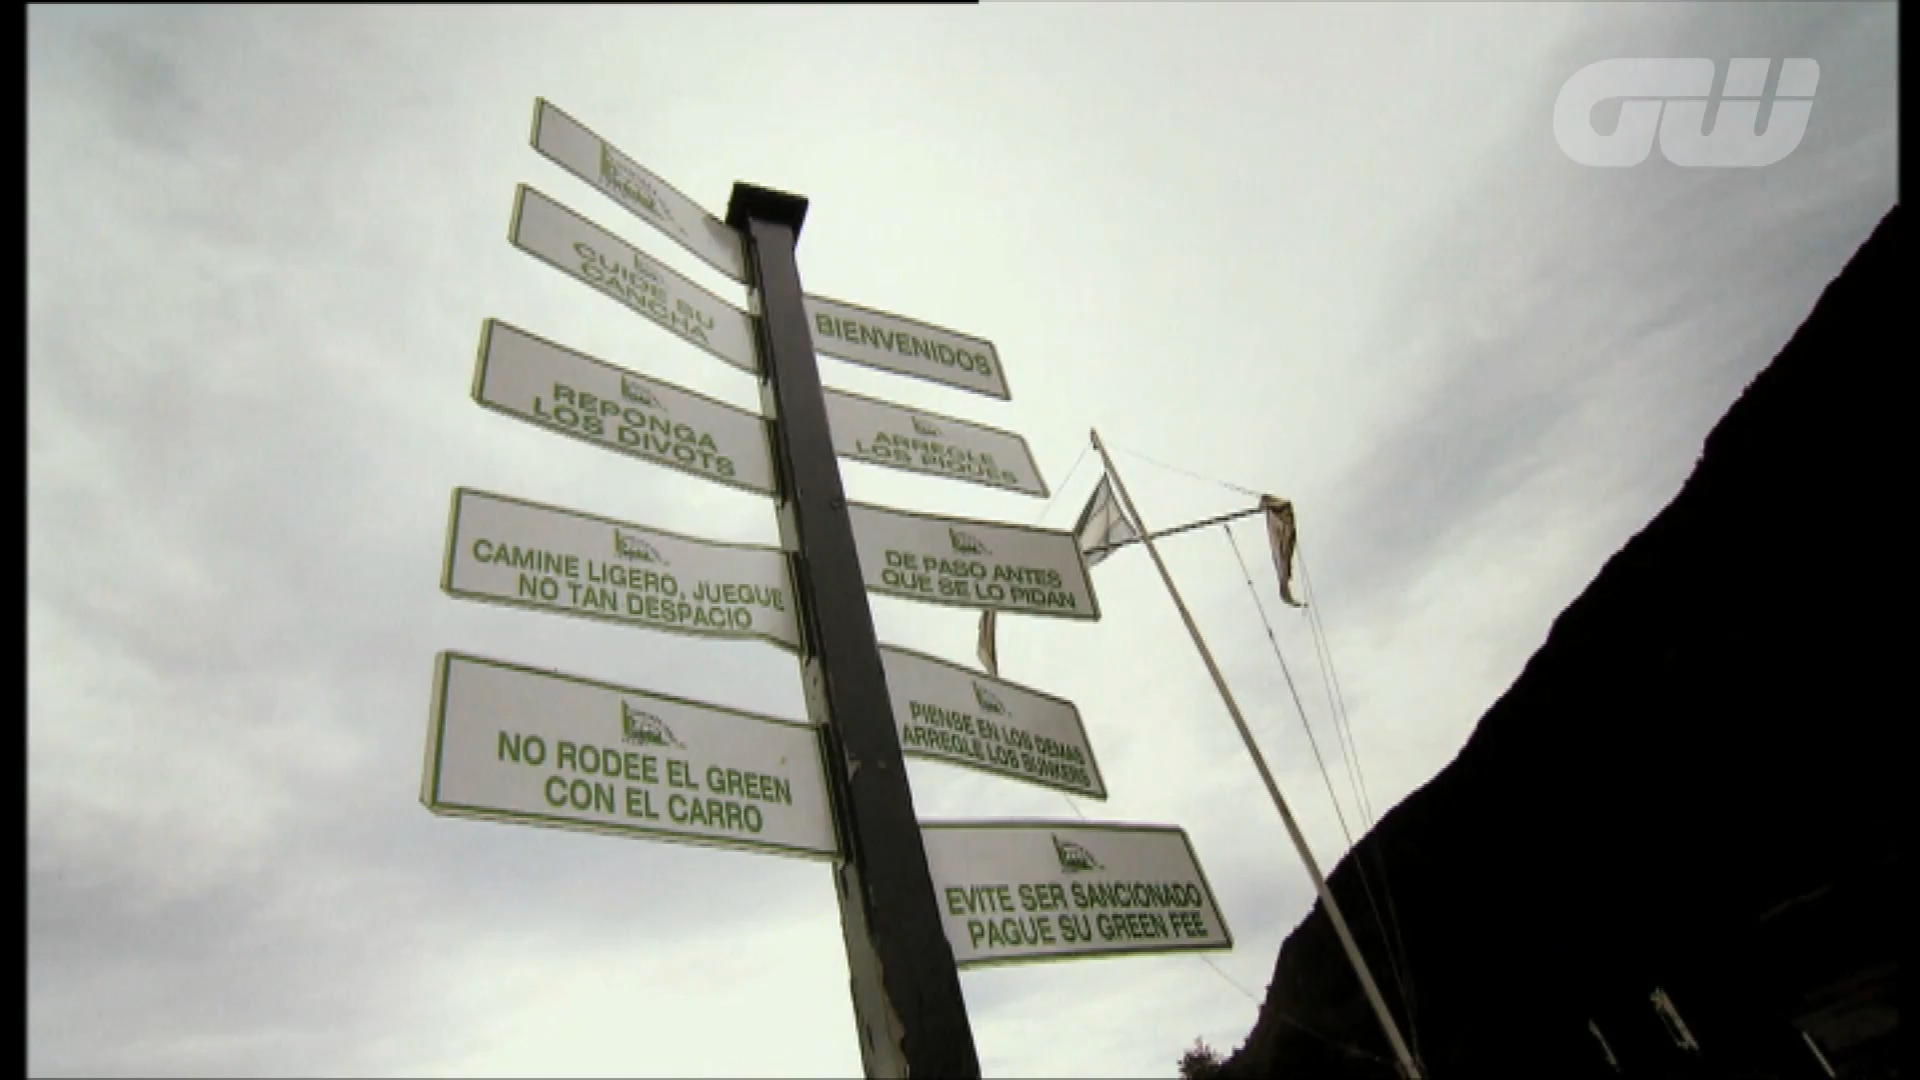 GW
CUIDE SU
CANCHA
BIENVENIDOS
REPONGA
LOS DIVOTS
ARREGLE
LOS PIQUES
CAMINE LIGERO, JUEGUE
NO TAN DESPACIO
DE PASO ANTES
QUE SE LO PIDAN
NO RODEE EL GREEN
CON EL CARRO
PIENSE EN LOS DEMAS
ARREGLE LOS BUNKERS
EVITE SER SANCIONADO
PAGUE SU GREEN FEE